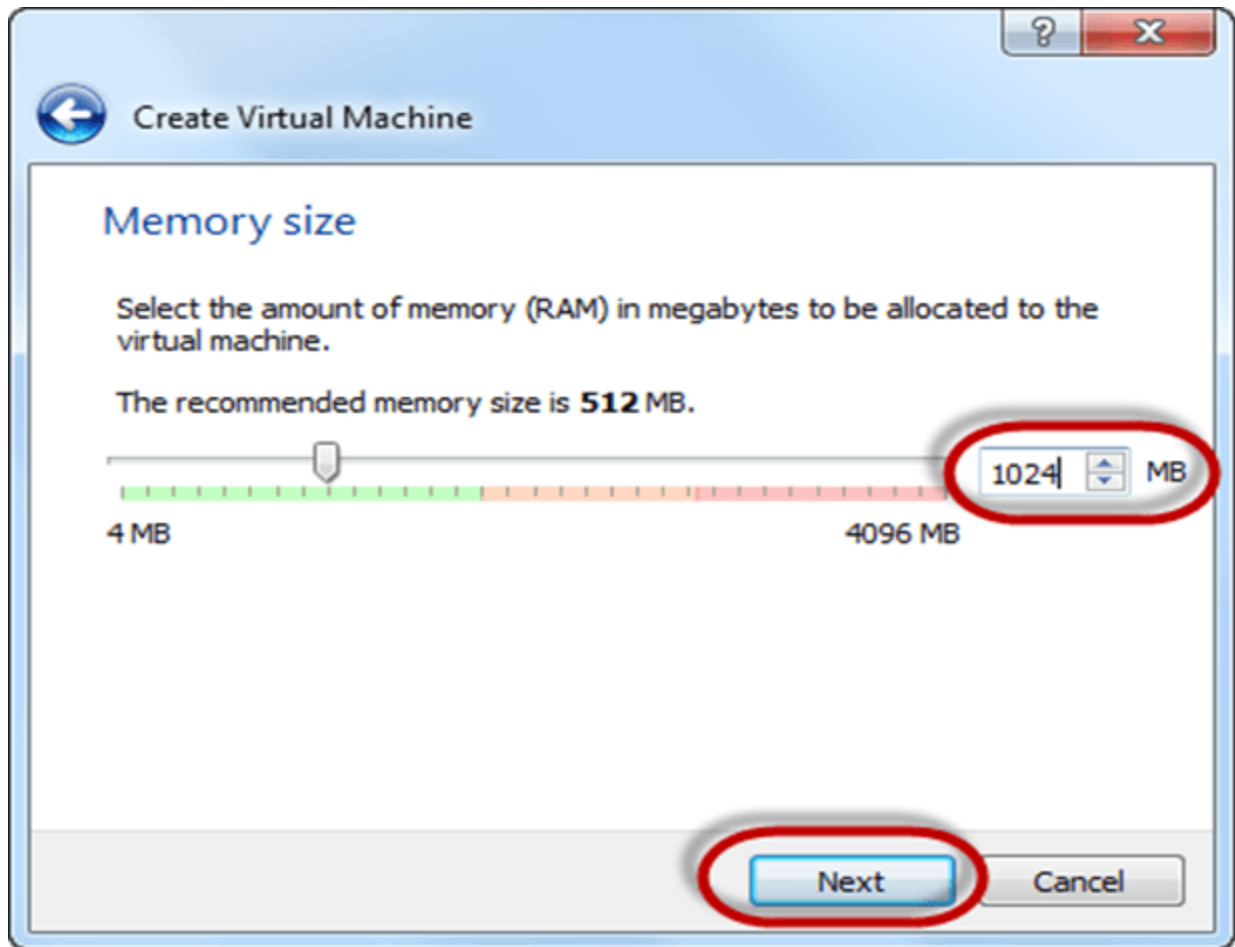 ?
X
Create Virtual Machine
Memory size
Select the amount of memory (RAM) in megabytes to be allocated to the
virtual machine.
The recommended memory size is 512 MB.
1024 MB
4 MB 4096 MB
Next Cancel